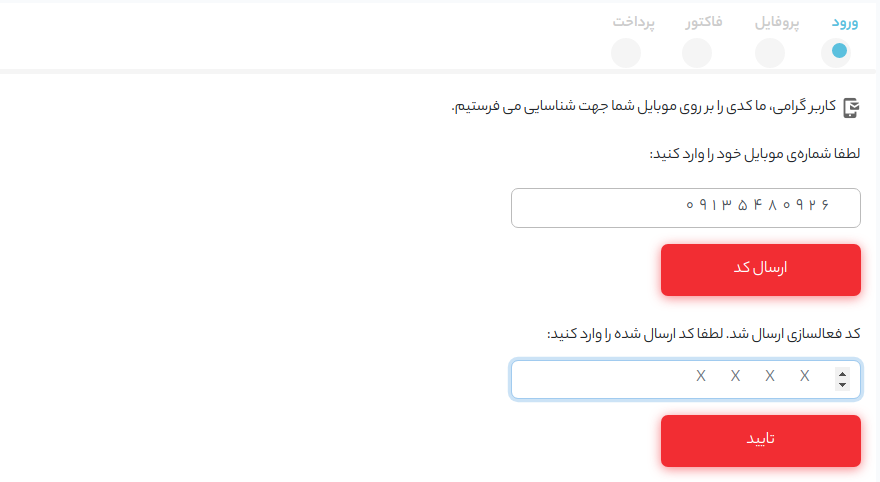 ورود پروفایل فاکتور پرداخت
کاربر گرامی، ما کدی را بر روی موبایل شما جهت شناسایی می فرستیم.
لطفا شماره‌ی موبایل خود را وارد کنید:
۰۹۱۳۵۴۸۰۹۲۶
ارسال کد
کد فعالسازی ارسال شد. لطفا کد ارسال شده را وارد کنید:
X X X X
تایید